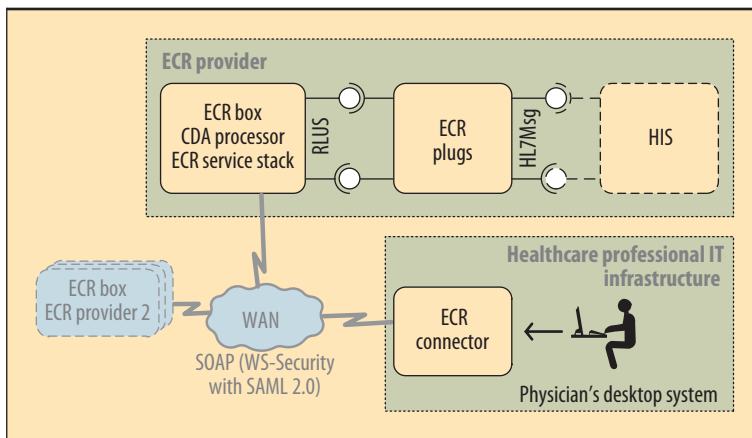 ECR provider
ECR box
CDA processor
ECR service stack
RLUS
ECR
plugs
HL7Msg
HIS
Healthcare professional IT
infrastructure
ECR box
ECR provider 2
WAN
SOAP (WS-Security
with SAML 2.0)
ECR
connector
Physician's desktop system